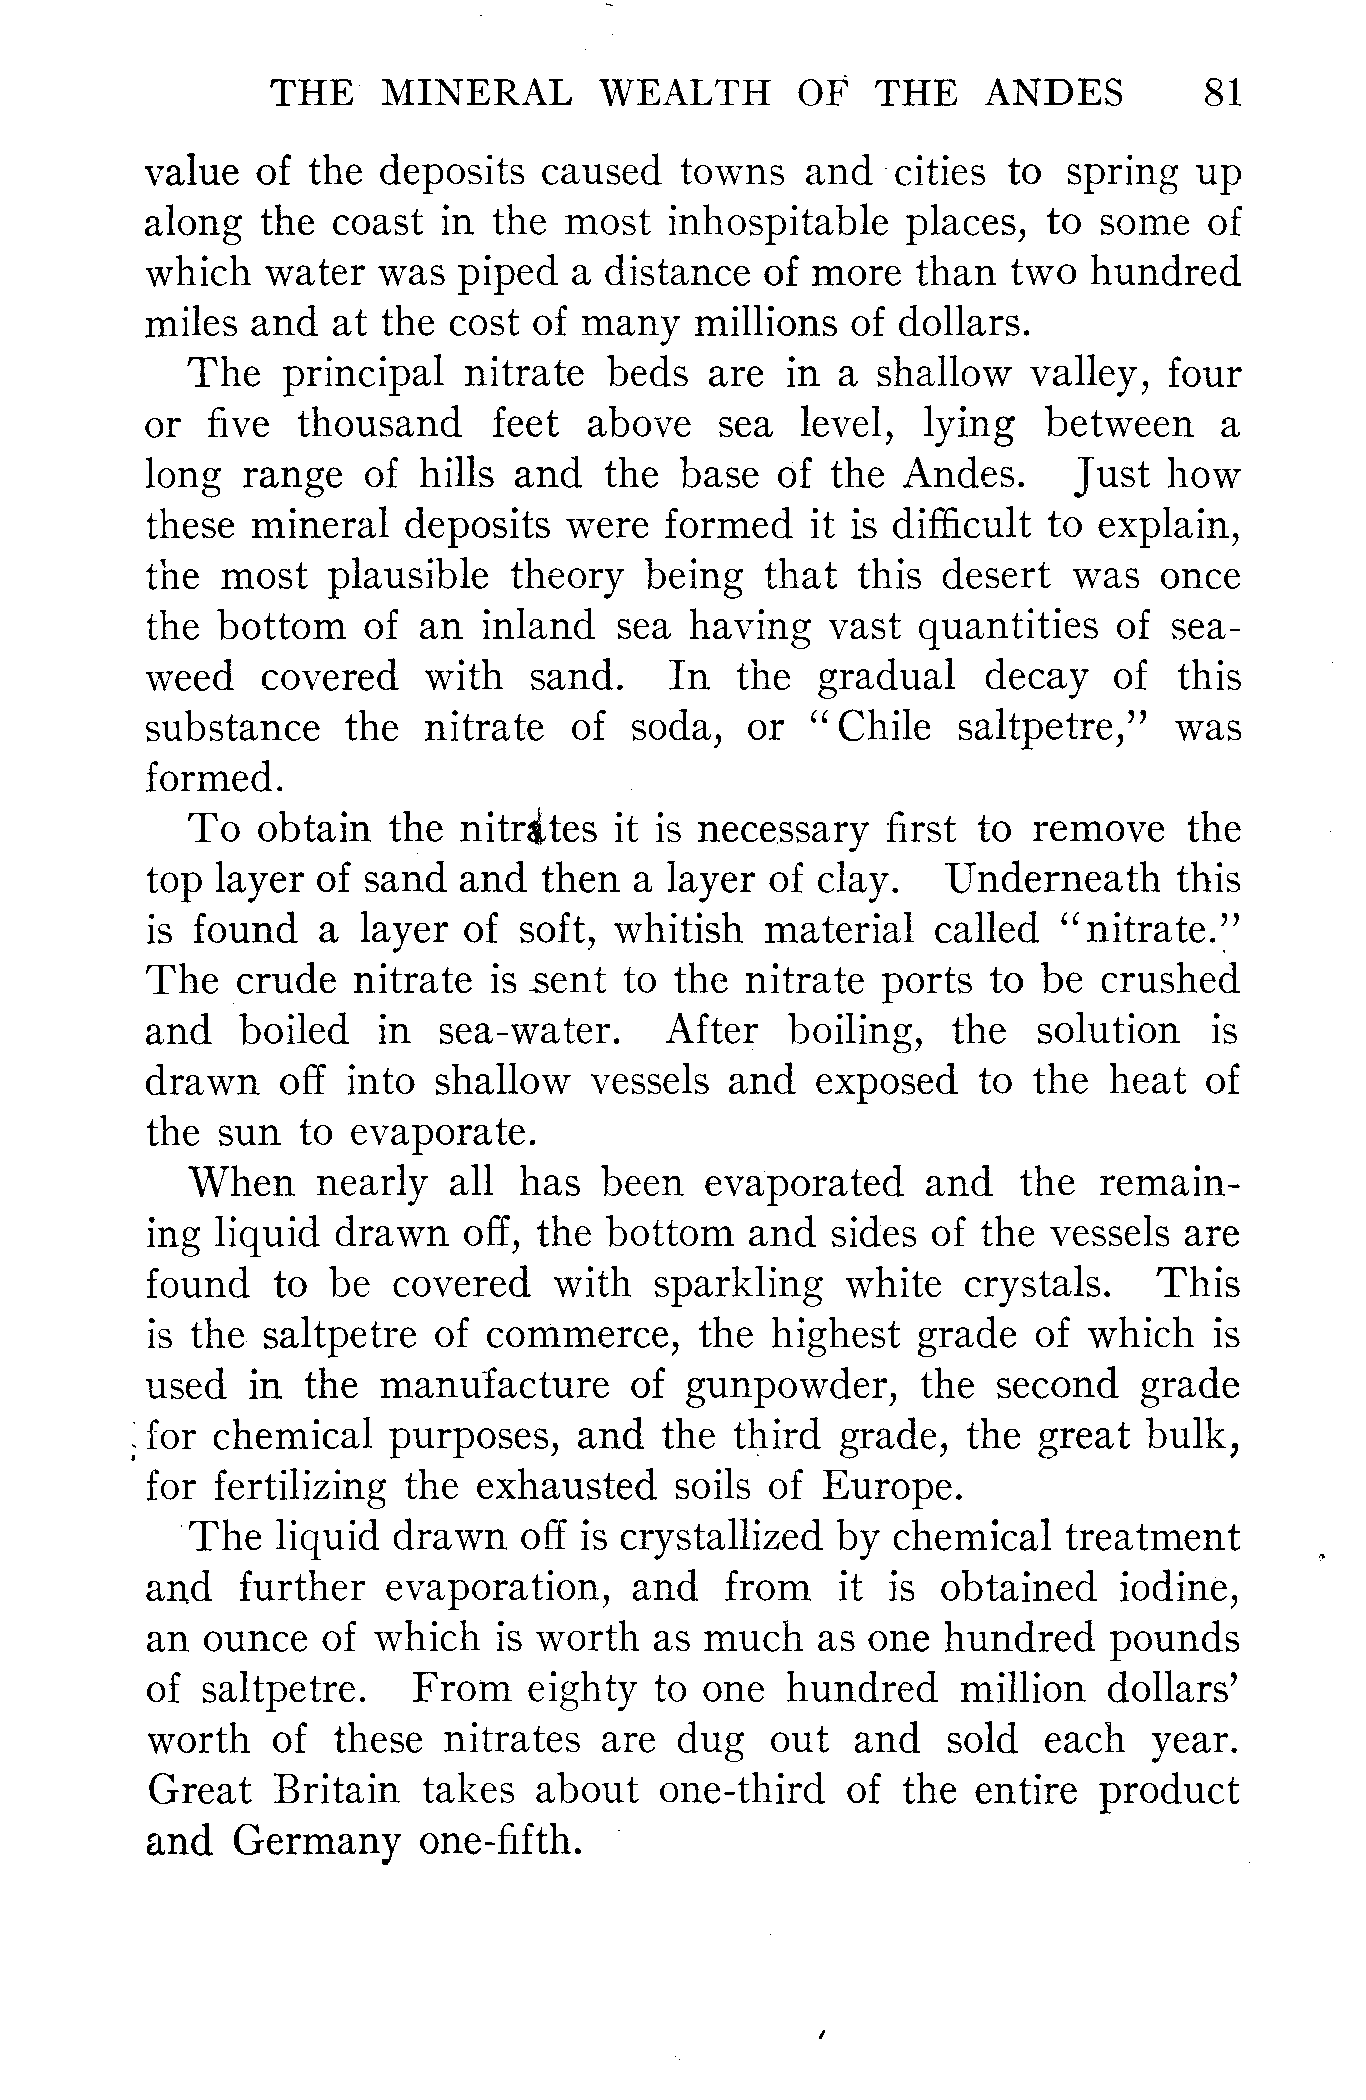 THE MINERAL WEALTH OF THE ANDES 81
value of the deposits caused towns and cities to spring up
along the coast in the most inhospitable places, to some of
which water was piped a distance of more than two hundred
miles and at the cost of many millions of dollars.
The principal nitrate beds are in a shallow valley, four
or five thousand feet above sea level, lying between a
long range of hills and the base of the Andes. Just how
these mineral deposits were formed it is difficult to explain,
the most plausible theory being that this desert was once
the bottom of an inland sea having vast quantities of sea-
weed covered with sand. In the gradual decay of this
substance the nitrate of soda, or "Chile saltpetre," was
formed.
To obtain the nitrates it is necessary first to remove the
top layer of sand and then a layer of clay. Underneath this
is found a layer of soft, whitish material called "nitrate."
The crude nitrate is sent to the nitrate ports to be crushed
and boiled in sea-water. After boiling, the solution is
drawn off into shallow vessels and exposed to the heat of
the sun to evaporate.
When nearly all has been evaporated and the remain-
ing liquid drawn off, the bottom and sides of the vessels are
found to be covered with sparkling white crystals. This
is the saltpetre of commerce, the highest grade of which is
used in the manufacture of gunpowder, the second grade
for chemical purposes, and the third grade, the great bulk,
for fertilizing the exhausted soils of Europe.
The liquid drawn off is crystallized by chemical treatment
and further evaporation, and from it is obtained iodine,
an ounce of which is worth as much as one hundred pounds
of saltpetre. From eighty to one hundred million dollars'
worth of these nitrates are dug out and sold each year.
Great Britain takes about one-third of the entire product
and Germany one-fifth.